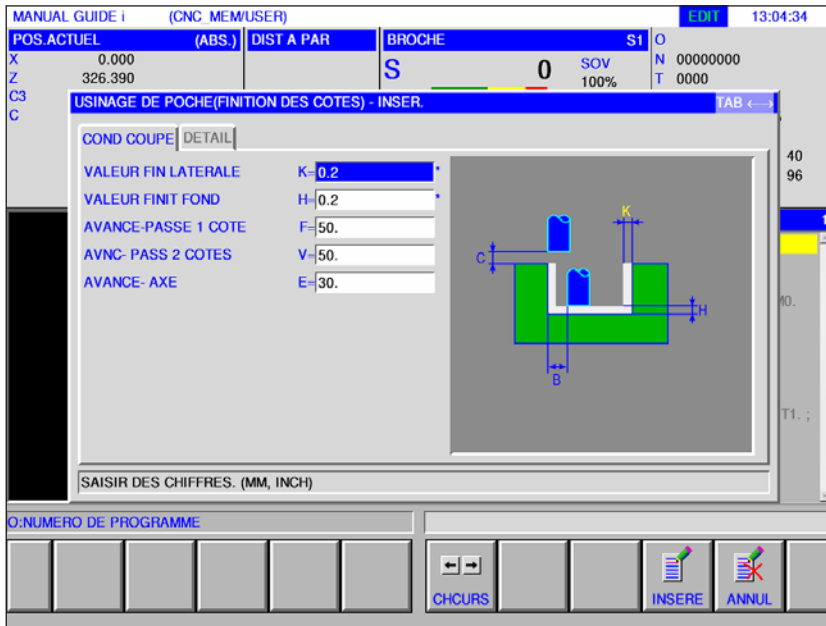 MANUAL GUIDE i (CNC_MEM/USER) EDIT 13:04:34
POS.ACTUEL (ABS.) DIST A PAR BROCHE S1 O
X 0.000
Z 326.390
C3
C
S 0 SOV 100%
N 00000000
T 0000
USINAGE DE POCHE(FINITION DES COTES) - INSER. TAB ←→
COND COUPE DETAIL
VALEUR FIN LATERALE K= 0.2 *
VALEUR FINIT FOND H= 0.2 *
AVANCE-PASSE 1 COTE F= 50.
AVNC- PASS 2 COTES V= 50.
AVANCE- AXE E= 30.
K
C
H
B
40
96
1
M0.
T1. ;
SAISIR DES CHIFFRES. (MM, INCH)
O:NUMERO DE PROGRAMME
CHCURS INSERE ANNUL